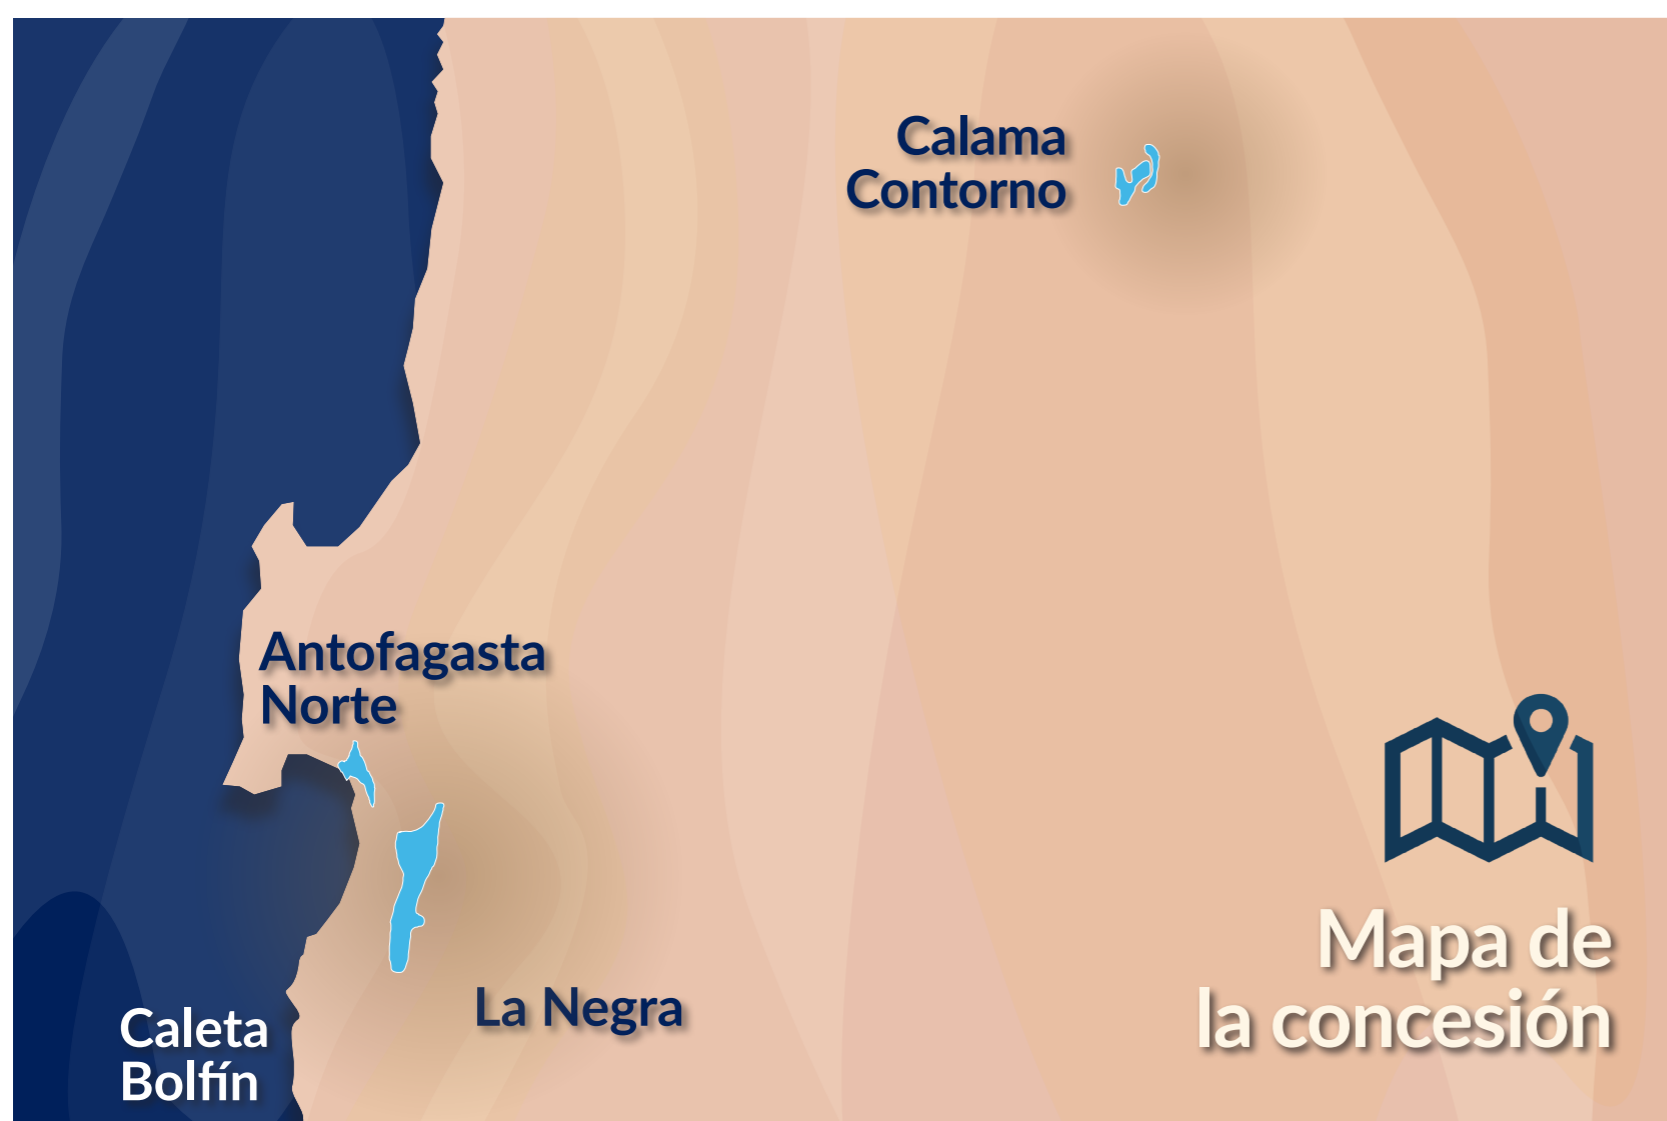 Calama
Contorno
Antofagasta
Norte
La Negra
Caleta
Bolfín
Mapa de
la concesión